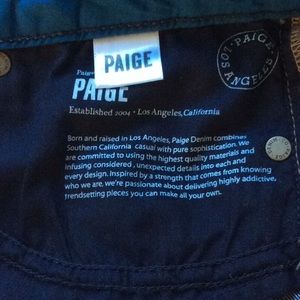 PAIGE
LOS·PAIGE·
ANGELES
Paige
PAIGE
Established 2004 · Los Angeles, California
Born and raised in Los Angeles, Paige Denim combines
Southern California casual with pure sophistication. We
are committed to using the highest quality materials and
infusing considered , unexpected details into each and
every design. Inspired by a strength that comes from knowing
who we are, we're passionate about delivering highly addictive,
trendsetting pieces you can make all your own.